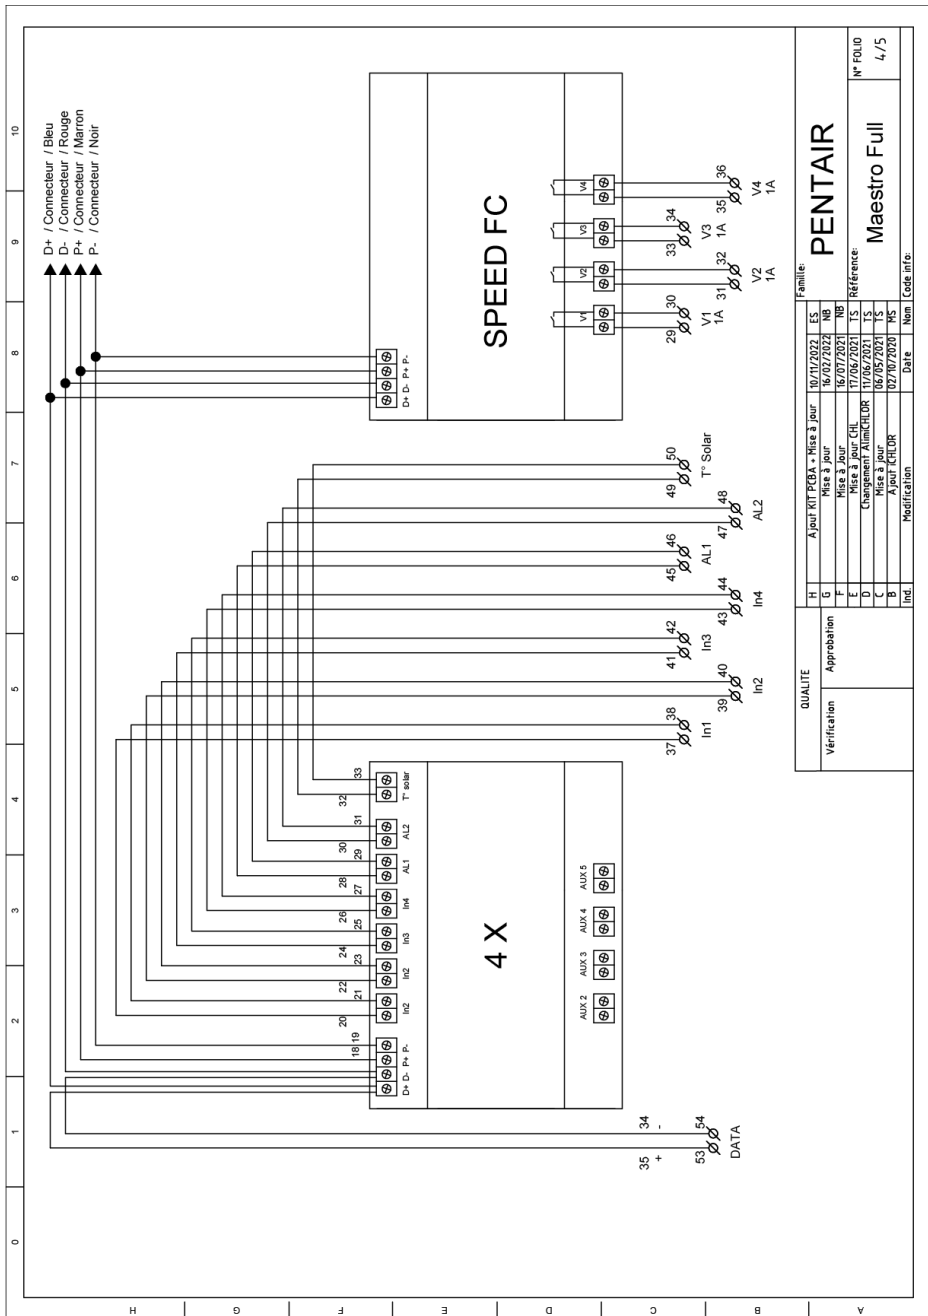 0 1 2 3 4 5 6 7 8 9 10
D+ / Connecteur / Bleu
D- / Connecteur / Rouge
P+ / Connecteur / Marron
P- / Connecteur / Noir
18 19 20 21 22 23 24 25 26 27 28 29 30 31 32 33
D+ D- P+ P- In2 In2 In3 In4 AL1 AL2 T° solar
4 X
AUX 2 AUX 3 AUX 4 AUX 5
D+ D- P+ P-
SPEED FC
V1 V2 V3 V4
35 34
+ -
53 54
DATA
37 38
In1
39 40
In2
41 42
In3
43 44
In4
45 46
AL1
47 48
AL2
49 50
T° Solar
29 30
V1
1A
31 32
V2
1A
33 34
V3
1A
35 36
V4
1A
QUALITE
Vérification
Approbation
H Ajout KIT PCBA + Mise à jour 10/11/2022 ES
G Mise à jour 16/02/2022 NB
F Mise à Jour 16/07/2021 NB
E Mise à jour CHL 17/06/2021 TS
D Changement AlimiCHLOR 11/06/2021 TS
C Mise à jour 06/05/2021 TS
B Ajout iCHLOR 02/10/2020 MS
Ind. Modification Date Nom
Famille:
PENTAIR
Référence:
Maestro Full
N° FOLIO
4/5
Code info:
H G F E D C B A